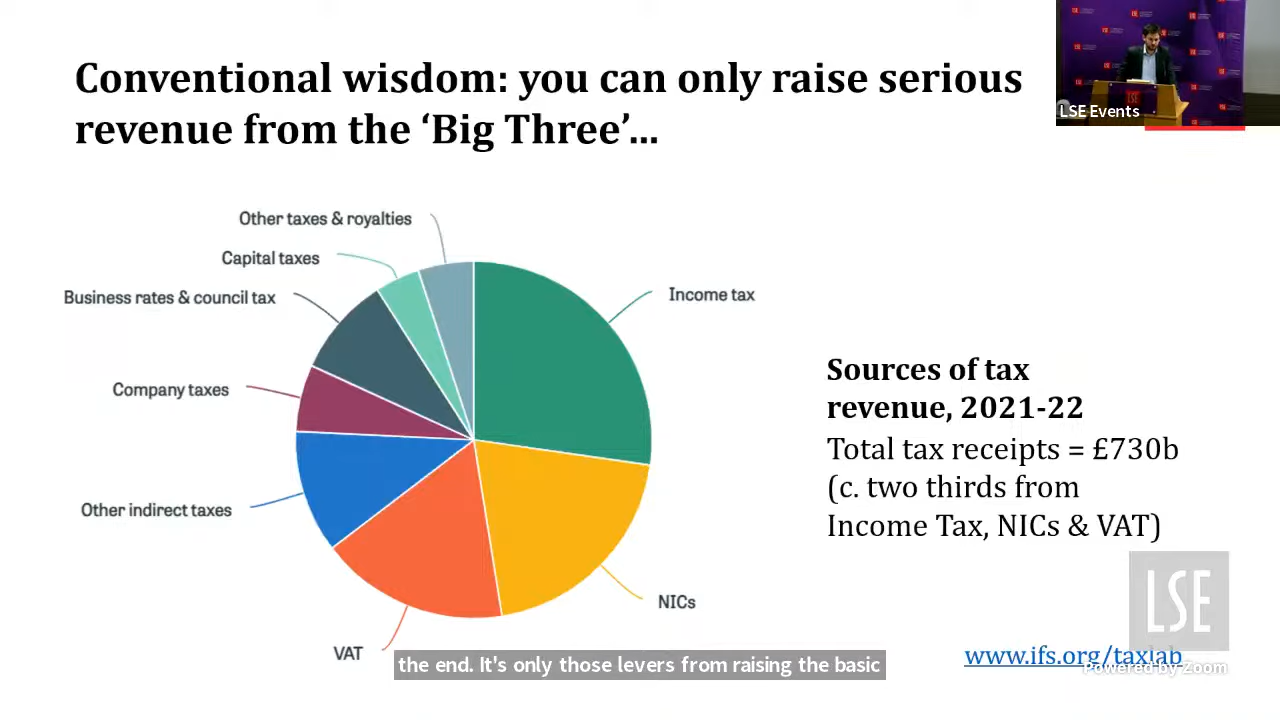 Conventional wisdom: you can only raise serious
revenue from the ‘Big Three’...
LSE Events
Other taxes & royalties
Capital taxes
Business rates & council tax
Company taxes
Other indirect taxes
VAT
NICs
Income tax
Sources of tax
revenue, 2021-22
Total tax receipts = £730b
(c. two thirds from
Income Tax, NICs & VAT)
LSE
www.ifs.org/taxlab
Powered by Zoom
the end. It's only those levers from raising the basic